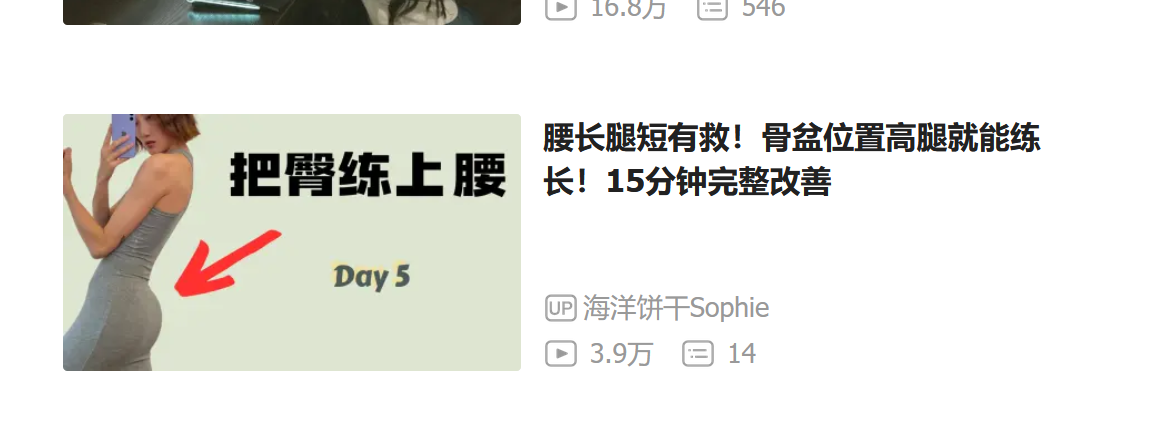 16.8万 546
把臀练上腰
Day 5
腰长腿短有救！骨盆位置高腿就能练
长！15分钟完整改善
UP 海洋饼干Sophie
3.9万 14